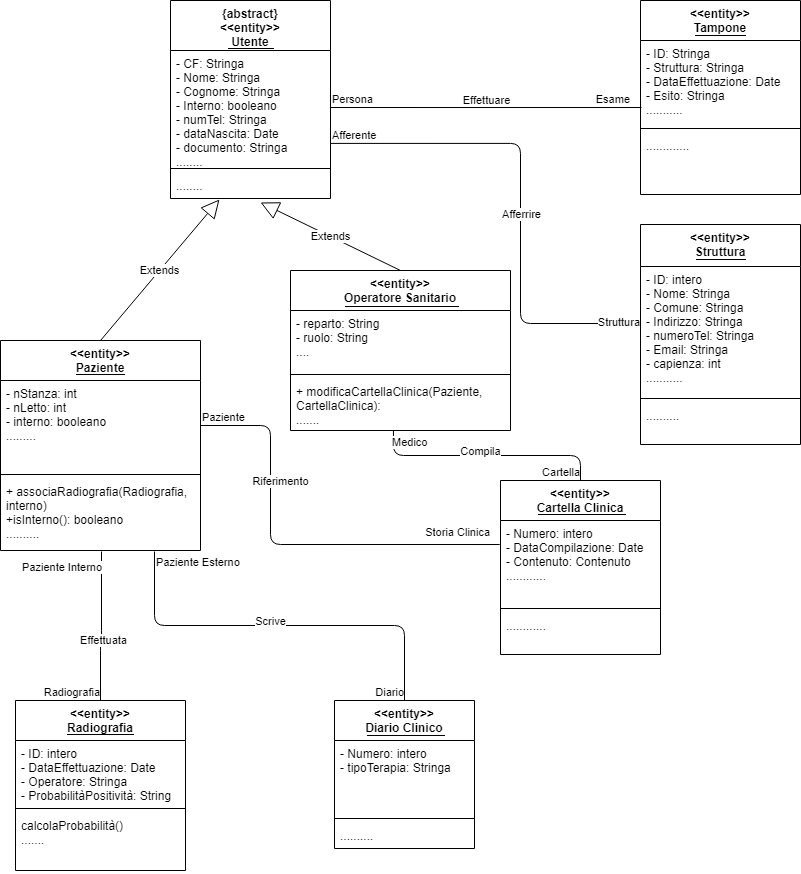 {abstract}
<<entity>>
Utente
- CF: Stringa
- Nome: Stringa
- Cognome: Stringa
- Interno: booleano
- numTel: Stringa
- dataNascita: Date
- documento: Stringa
........
........
<<entity>>
Tampone
- ID: Stringa
- Struttura: Stringa
- DataEffettuazione: Date
- Esito: Stringa
...........
.............
Persona
Effettuare
Esame
Afferente
Afferrire
Struttura
<<entity>>
Struttura
- ID: intero
- Nome: Stringa
- Comune: Stringa
- Indirizzo: Stringa
- numeroTel: Stringa
- Email: Stringa
- capienza: int
...........
..........
Extends
Extends
<<entity>>
Operatore Sanitario
- reparto: String
- ruolo: String
....
+ modificaCartellaClinica(Paziente,
CartellaClinica):
.......
<<entity>>
Paziente
- nStanza: int
- nLetto: int
- interno: booleano
.........
+ associaRadiografia(Radiografia,
interno)
+isInterno(): booleano
..........
Paziente
Riferimento
Storia Clinica
Medico
Compila
Cartella
<<entity>>
Cartella Clinica
- Numero: intero
- DataCompilazione: Date
- Contenuto: Contenuto
............
............
Paziente Interno
Effettuata
Radiografia
Paziente Esterno
Scrive
Diario
<<entity>>
Radiografia
- ID: intero
- DataEffettuazione: Date
- Operatore: Stringa
- ProbabilitàPositività: String
calcolaProbabilità()
.......
<<entity>>
Diario Clinico
- Numero: intero
- tipoTerapia: Stringa
..........